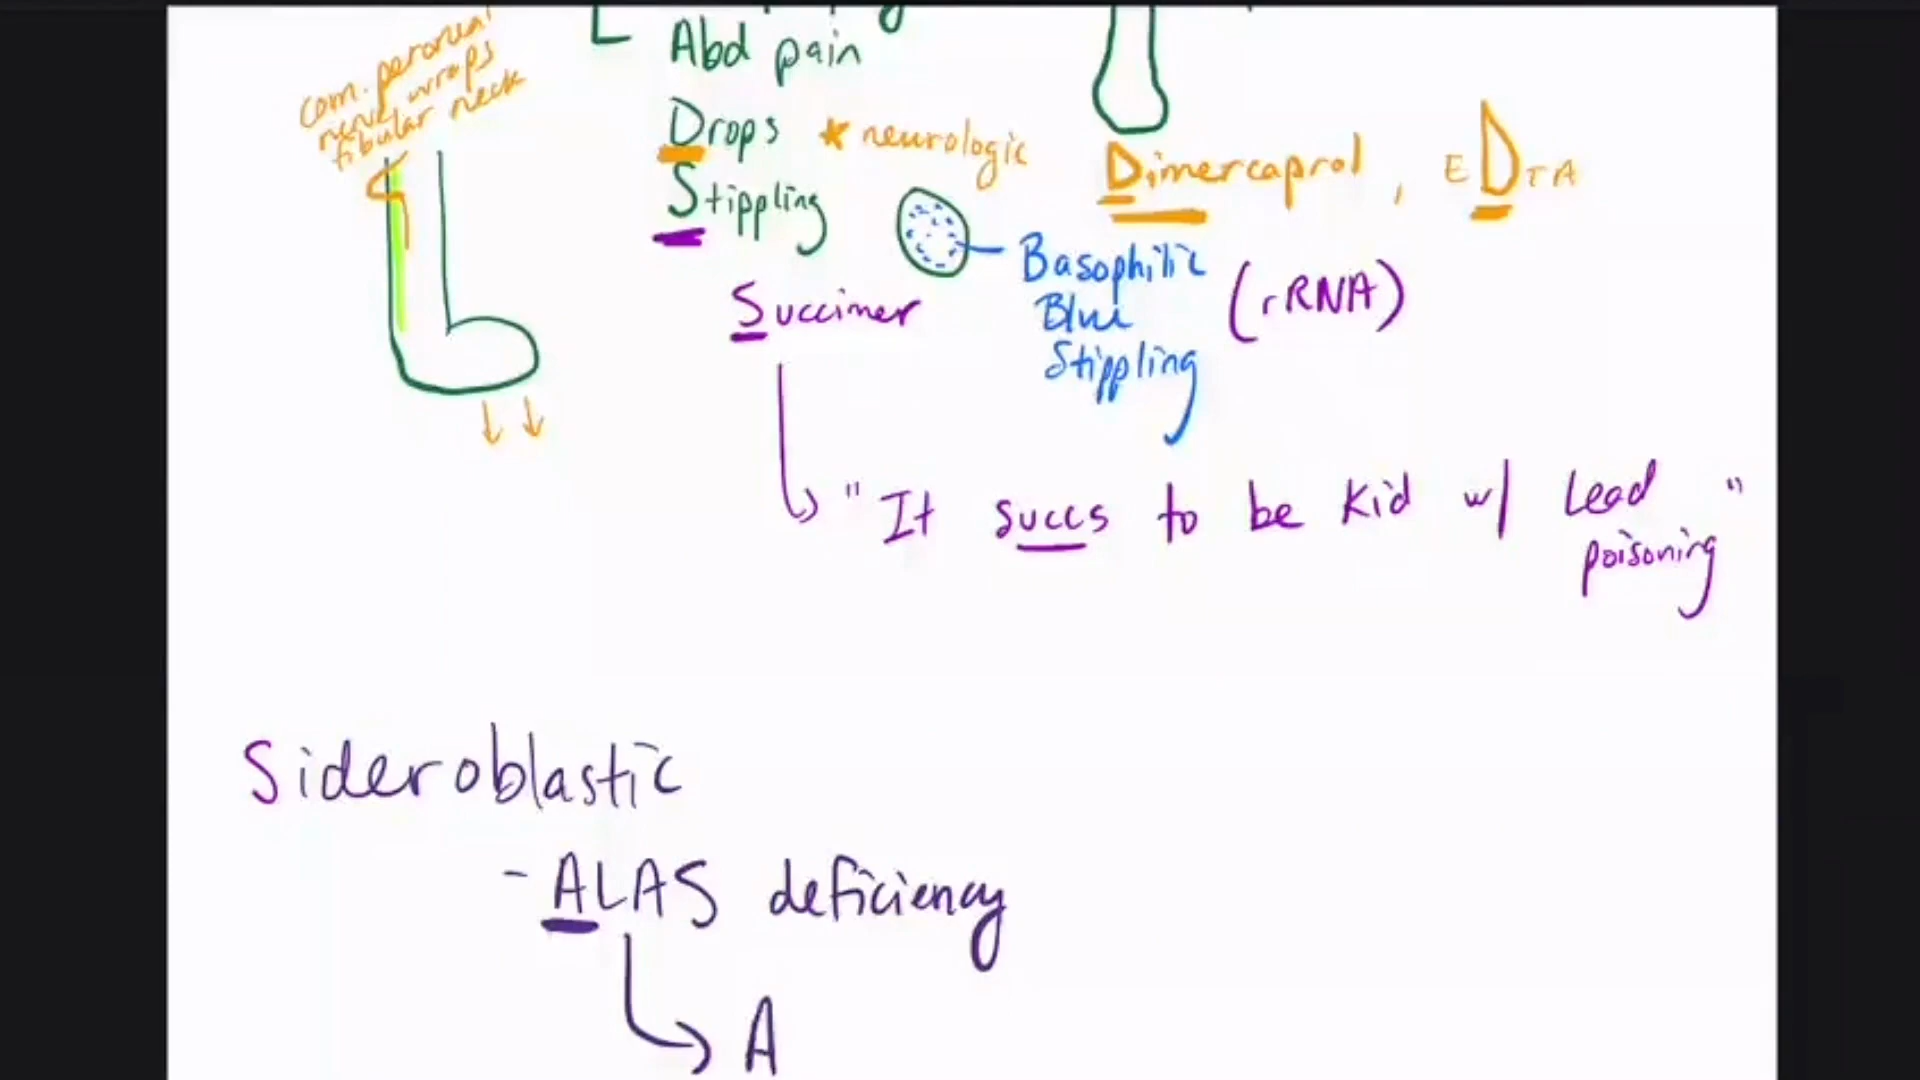 com. peroneal
nerve wraps
fibular neck
Abd pain
Drops * neurologic
Dimercaprol, EDTA
Stippling
Basophilic
Blue
Stippling
(rRNA)
Succimer
"It succs to be kid w/ Lead
poisoning"
Sideroblastic
- ALAS deficiency
A